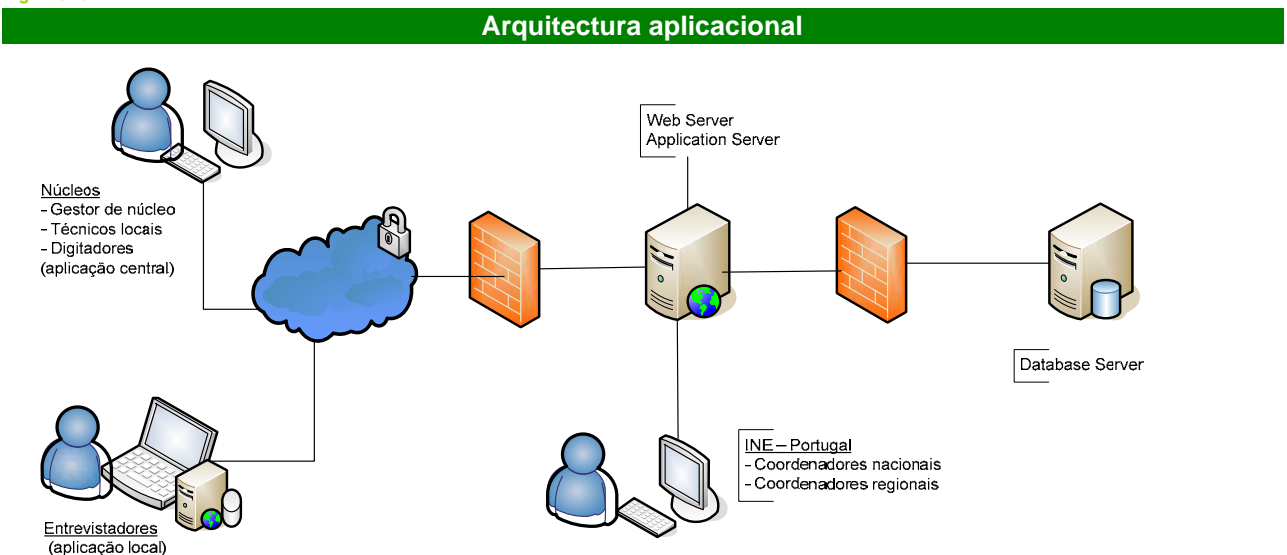 Arquitectura aplicacional
Web Server
Application Server
Núcleos
- Gestor de núcleo
- Técnicos locais
- Digitadores
(aplicação central)
Database Server
INE – Portugal
- Coordenadores nacionais
- Coordenadores regionais
Entrevistadores
(aplicação local)